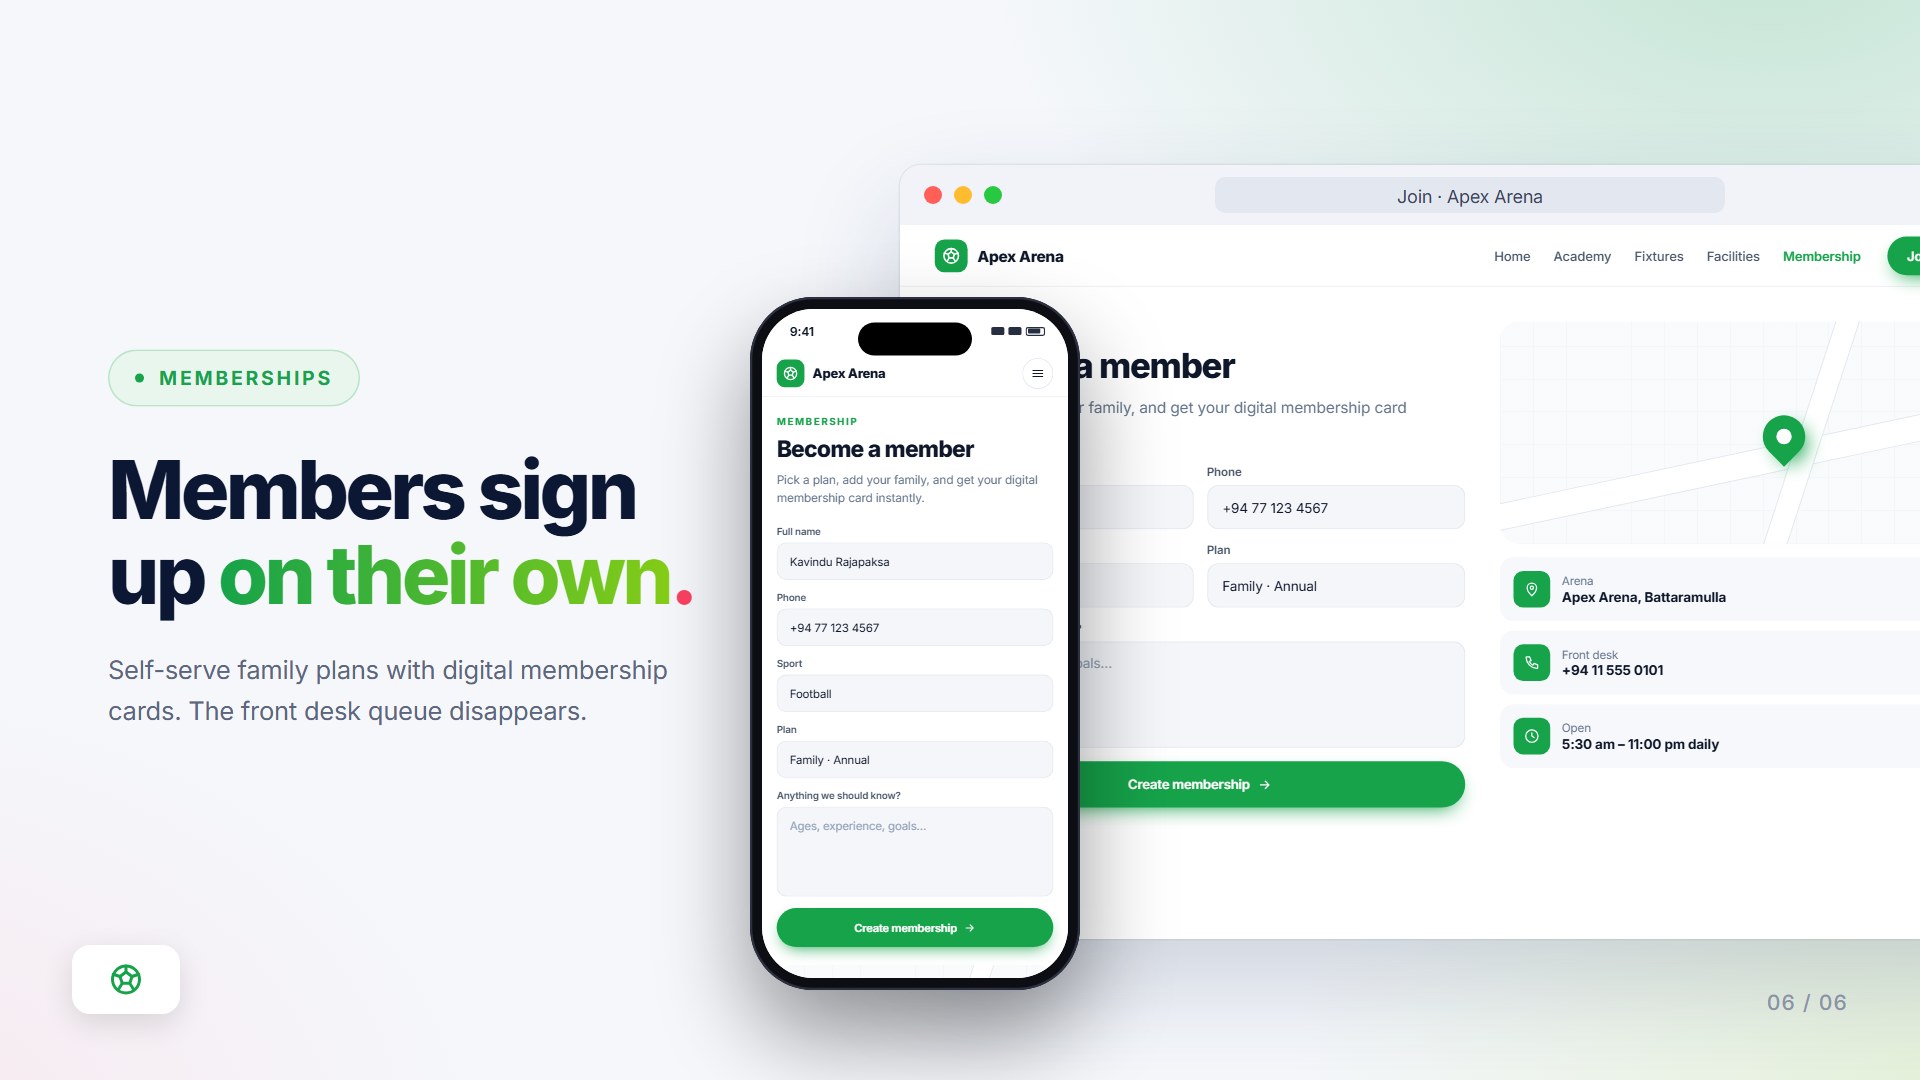 MEMBERSHIPS
Members sign
up on their own.
Self-serve family plans with digital membership
cards. The front desk queue disappears.
9:41
Apex Arena
MEMBERSHIP
Become a member
Pick a plan, add your family, and get your digital
membership card instantly.
Full name
Kavindu Rajapaksa
Phone
+94 77 123 4567
Sport
Football
Plan
Family · Annual
Anything we should know?
Ages, experience, goals...
Create membership →
Join · Apex Arena
Apex Arena
Home Academy Fixtures Facilities Membership
a member
family, and get your digital membership card
Phone
+94 77 123 4567
Plan
Family · Annual
Create membership →
Arena
Apex Arena, Battaramulla
Front desk
+94 11 555 0101
Open
5:30 am – 11:00 pm daily
06 / 06